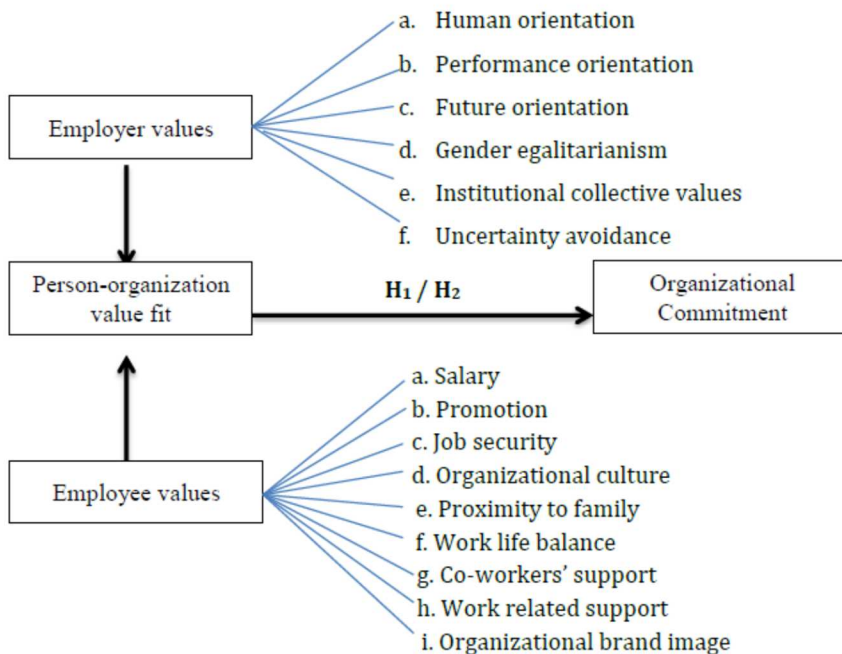 a. Human orientation
b. Performance orientation
c. Future orientation
d. Gender egalitarianism
e. Institutional collective values
f. Uncertainty avoidance
Employer values
Person-organization
value fit
H₁ / H₂
Organizational
Commitment
a. Salary
b. Promotion
c. Job security
d. Organizational culture
e. Proximity to family
f. Work life balance
g. Co-workers’ support
h. Work related support
i. Organizational brand image
Employee values